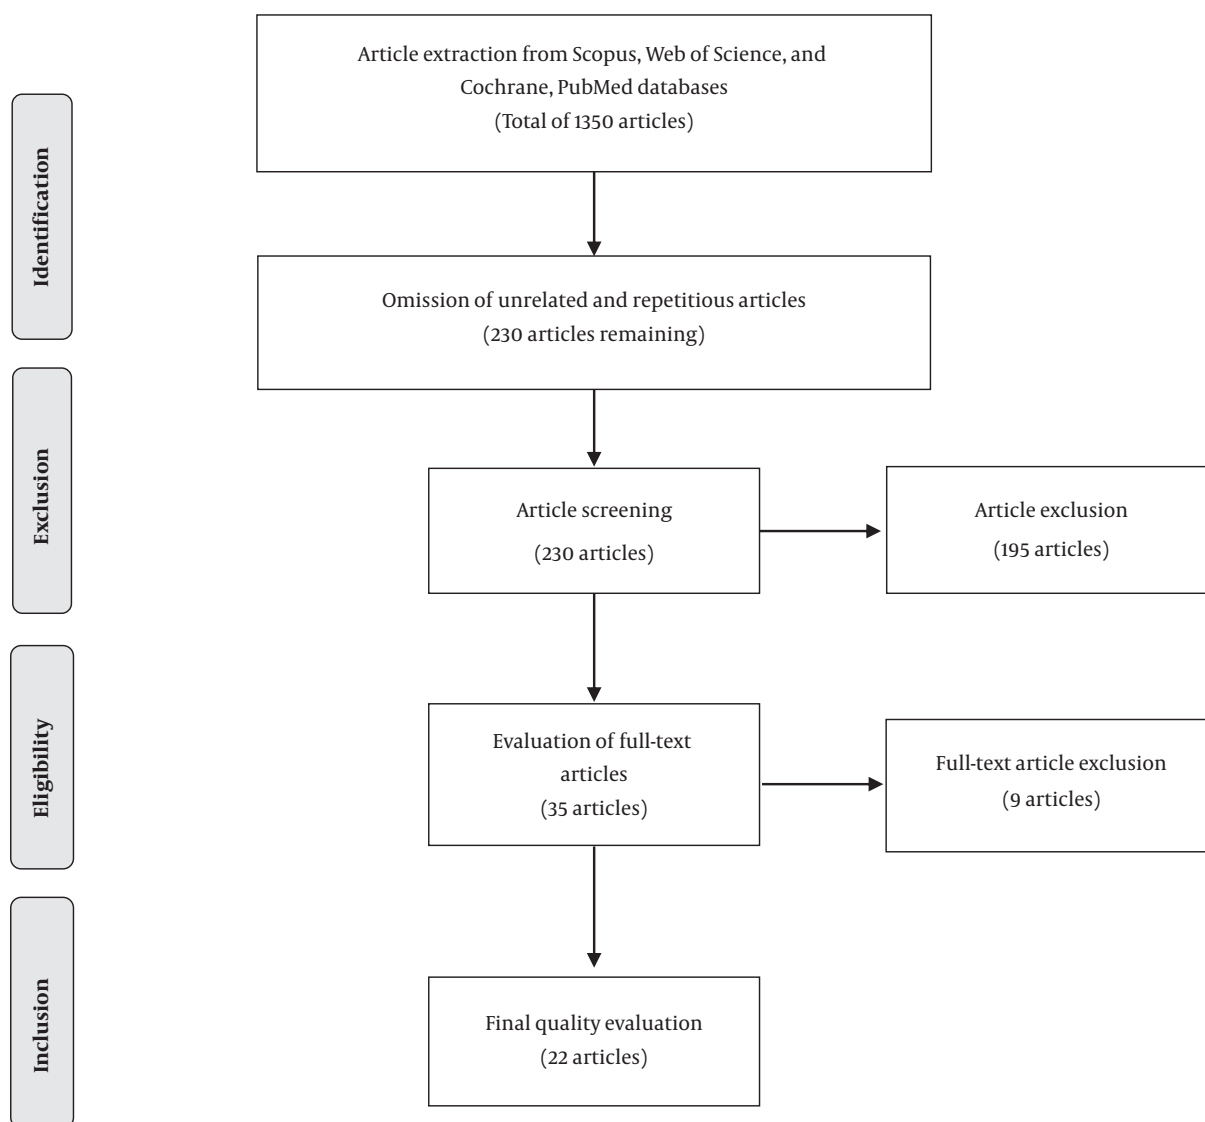 Article extraction from Scopus, Web of Science, and
Cochrane, PubMed databases
(Total of 1350 articles)
Identification
Omission of unrelated and repetitious articles
(230 articles remaining)
Exclusion
Article screening
(230 articles)
Article exclusion
(195 articles)
Eligibility
Evaluation of full-text
articles
(35 articles)
Full-text article exclusion
(9 articles)
Inclusion
Final quality evaluation
(22 articles)